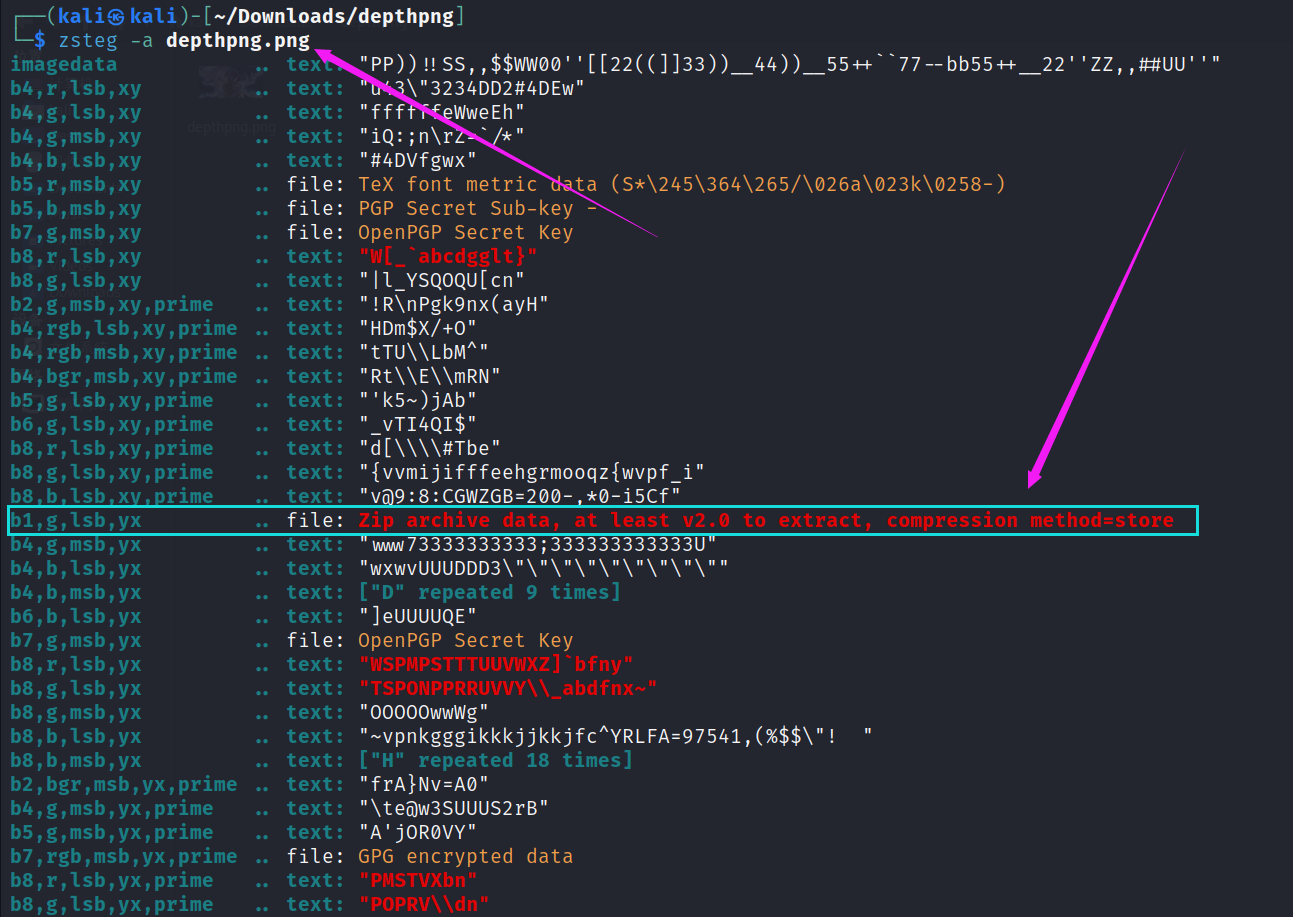 ┌──(kali㉿kali)-[~/Downloads/depthpng]
└─$ zsteg -a depthpng.png
imagedata .. text: "PP))!!SS,,$$WW00''[[22((]]33))__44))__55++``77--bb55++__22''ZZ,,##UU''"
b4,r,lsb,xy .. text: "u43\"3234DD2#4DEw"
b4,g,lsb,xy .. text: "ffffffeWweEh"
b4,g,msb,xy .. text:
b4,b,lsb,xy .. text: "#4DVfgwx"
b5,r,msb,xy .. file: TeX font metric data (S*\245\364\265/\026a\023k\0258-)
b5,b,msb,xy .. file: PGP Secret Sub-key -
b7,g,msb,xy .. file: OpenPGP Secret Key
b8,r,lsb,xy .. text: "W[_`abcdgglt}"
b8,g,lsb,xy .. text: "|l_YSQOQU[cn"
b2,g,msb,xy,prime .. text: "!R\nPgk9nx(ayH"
b4,rgb,lsb,xy,prime .. text: "HDm$X/+O"
b4,rgb,msb,xy,prime .. text: "tTU\\LbM^"
b4,bgr,msb,xy,prime .. text: "Rt\\E\\mRN"
b5,g,lsb,xy,prime .. text: "'k5~)jAb"
b6,g,lsb,xy,prime .. text: "_vTI4QI$"
b8,r,lsb,xy,prime .. text: "d[\\\\#Tbe"
b8,g,lsb,xy,prime .. text: "{vvmijifffeehgrmooqz{wvpf_i"
b8,b,lsb,xy,prime .. text: "v@9:8:CGWZGB=200-,*0-i5Cf"
b1,g,lsb,yx .. file: Zip archive data, at least v2.0 to extract, compression method=store
b4,g,lsb,yx .. text: "www73333333333;333333333333U"
b4,b,lsb,yx .. text: "wxwvUUUDDD3\"\"\"\"\"\"\"\"\""
b4,b,msb,yx .. ["D" repeated 9 times]
b6,b,lsb,yx .. text: "]eUUUUQE"
b7,g,msb,yx .. file: OpenPGP Secret Key
b8,r,lsb,yx .. text: "WSPMPSTTTUUVWXZ]`bfny"
b8,g,lsb,yx .. text: "TSPONPPRRUVVY\\_abdfnx~"
b8,g,msb,yx .. text: "OOOOOwwWg"
b8,b,lsb,yx .. text: "~vpnkgggikkkjjkkjfc^YRLFA=97541,(%$$\"!  "
b8,b,msb,yx .. text: ["H" repeated 18 times]
b2,bgr,msb,yx,prime .. text: "frA}Nv=A0"
b4,g,msb,yx,prime .. text: "\te@w3SUUUS2rB"
b5,g,msb,yx,prime .. text: "A'jOR0VY"
b7,rgb,msb,yx,prime .. file: GPG encrypted data
b8,r,lsb,yx,prime .. text: "PMSTVXbn"
b8,g,lsb,yx,prime .. text: "POPRV\\dn"